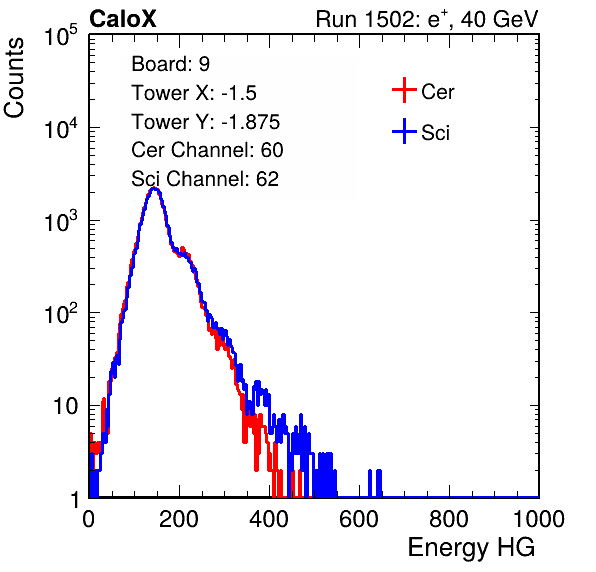 CaloX Run 1502: e⁺, 40 GeV
Counts
Board: 9
Tower X: -1.5
Tower Y: -1.875
Cer Channel: 60
Sci Channel: 62
Cer
Sci
10⁵
10⁴
10³
10²
10
1
0 200 400 600 800 1000
Energy HG